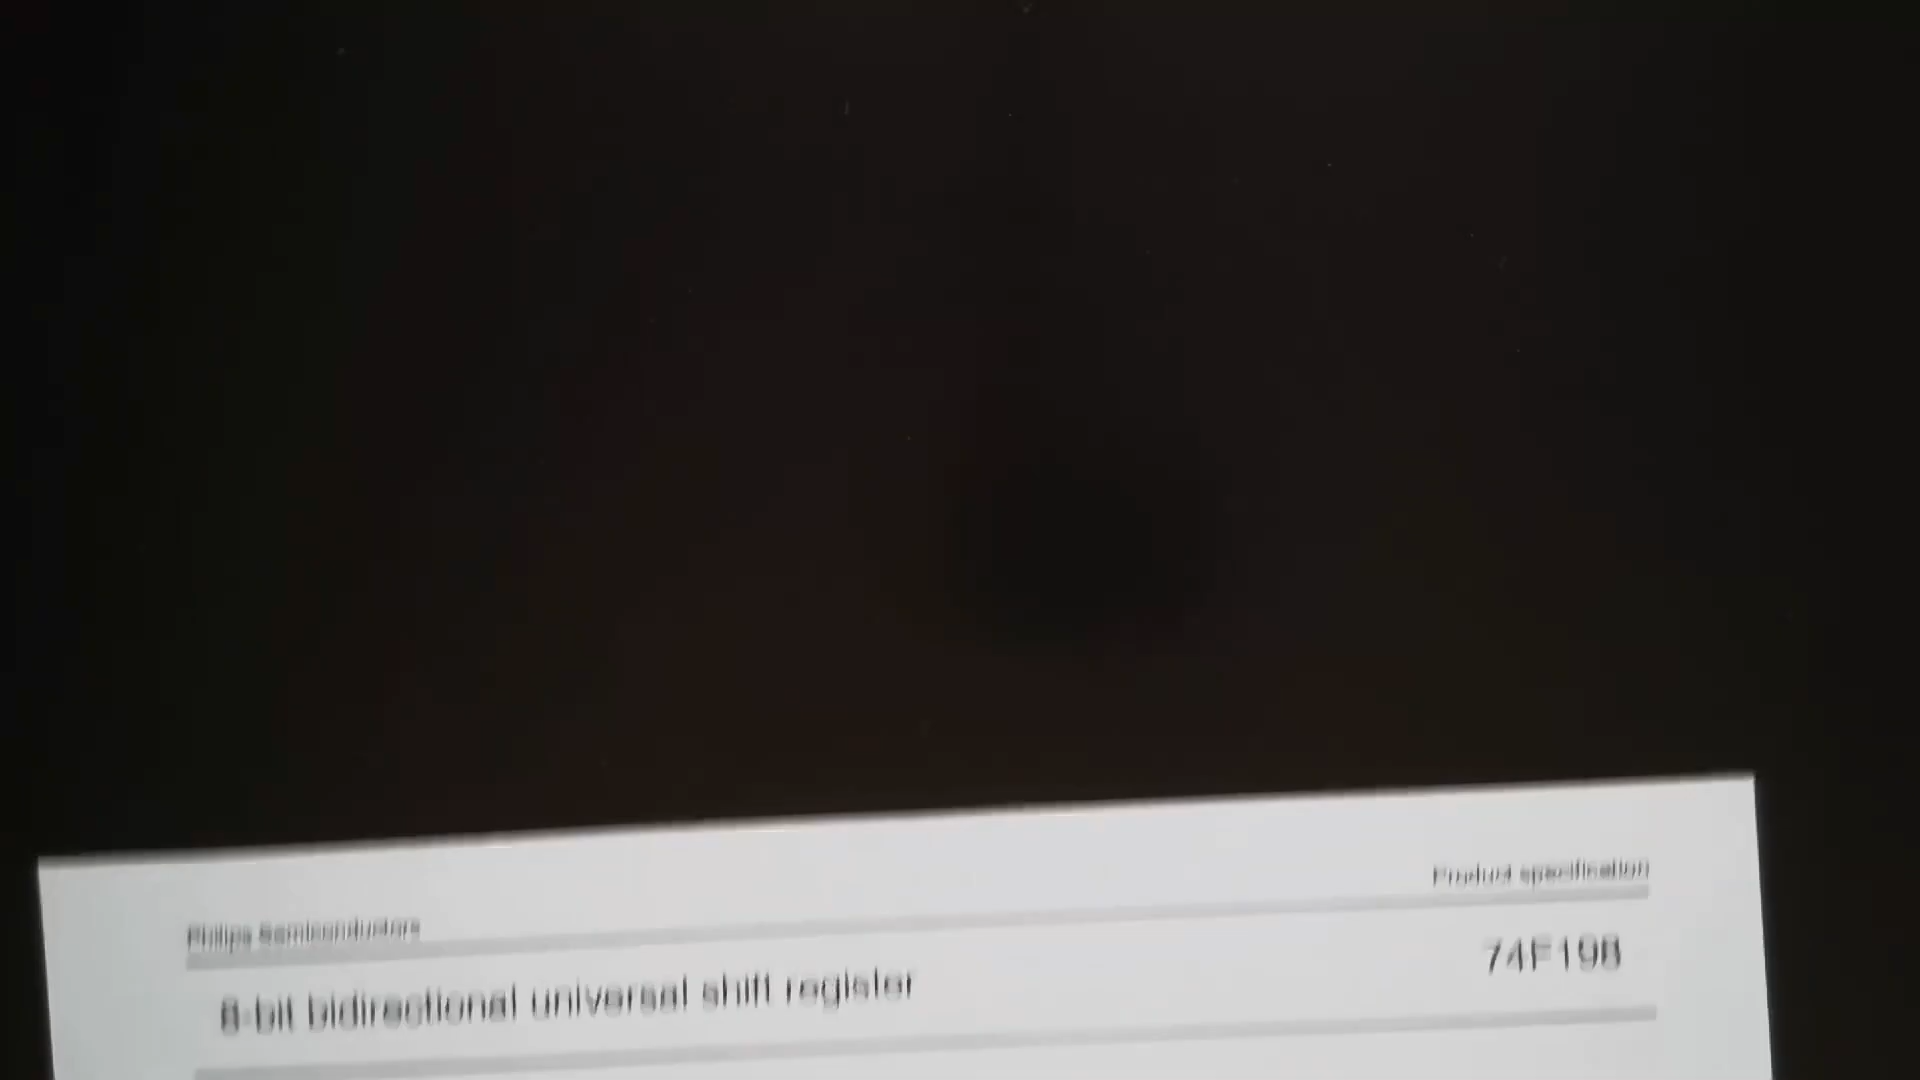 Philips Semiconductors
Product specification
8-bit bidirectional universal shift register
74F198